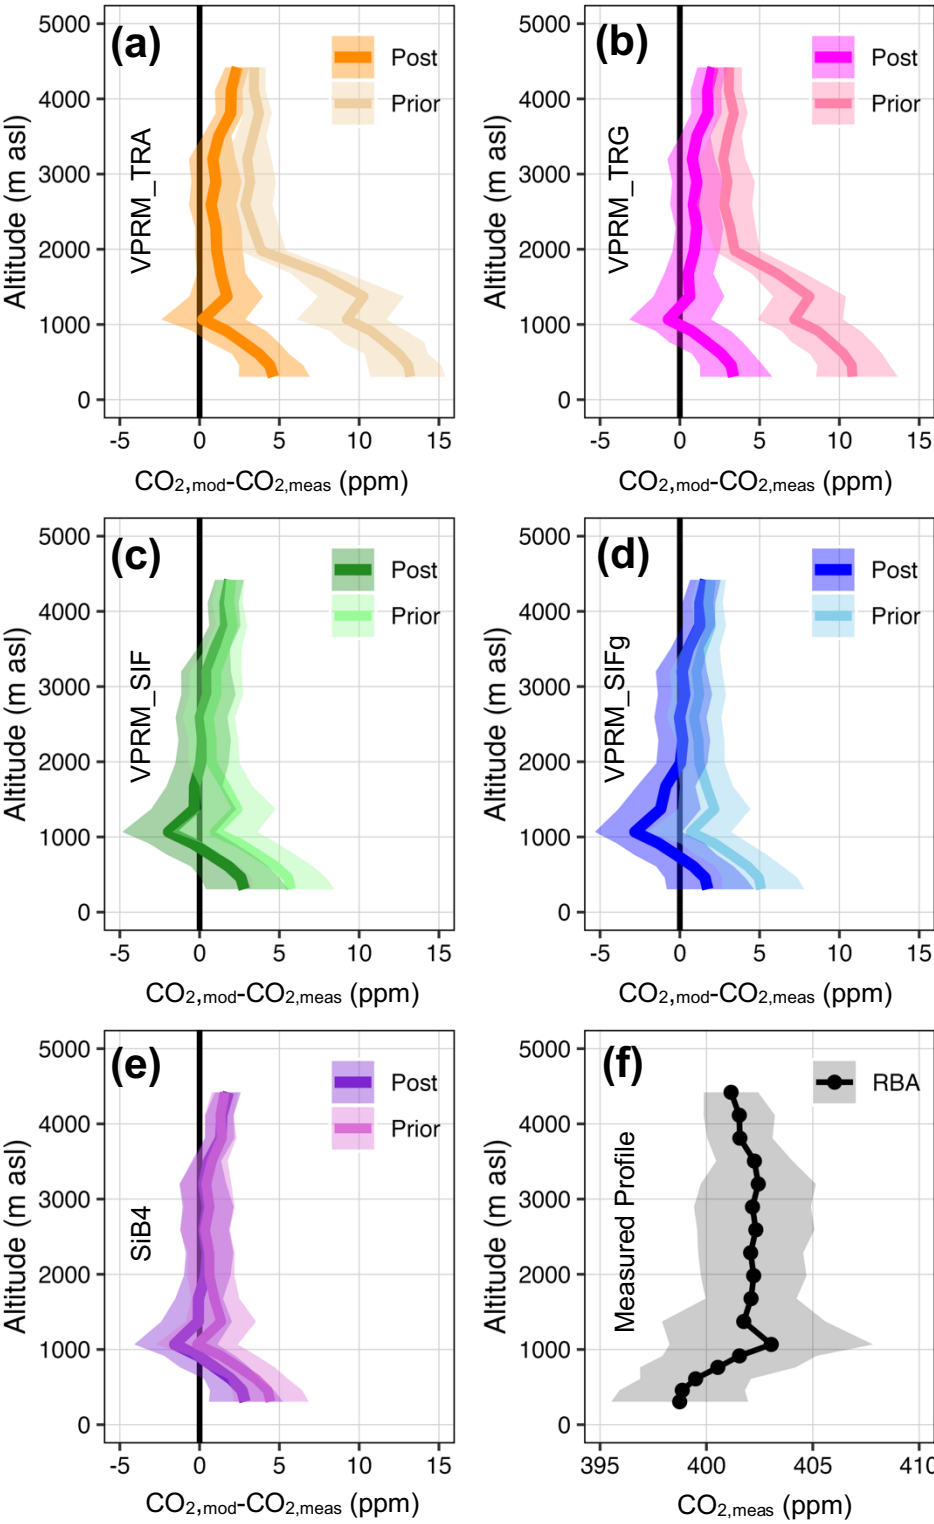 (a)
Post
Prior
VPRM_TRA
Altitude (m asl)
5000
4000
3000
2000
1000
0
-5 0 5 10 15
CO2,mod-CO2,meas (ppm)
(b)
Post
Prior
VPRM_TRG
Altitude (m asl)
5000
4000
3000
2000
1000
0
-5 0 5 10 15
CO2,mod-CO2,meas (ppm)
(c)
Post
Prior
VPRM_SIF
Altitude (m asl)
5000
4000
3000
2000
1000
0
-5 0 5 10 15
CO2,mod-CO2,meas (ppm)
(d)
Post
Prior
VPRM_SIFg
Altitude (m asl)
5000
4000
3000
2000
1000
0
-5 0 5 10 15
CO2,mod-CO2,meas (ppm)
(e)
Post
Prior
SiB4
Altitude (m asl)
5000
4000
3000
2000
1000
0
-5 0 5 10 15
CO2,mod-CO2,meas (ppm)
(f)
RBA
Measured Profile
Altitude (m asl)
5000
4000
3000
2000
1000
0
395 400 405 410
CO2,meas (ppm)